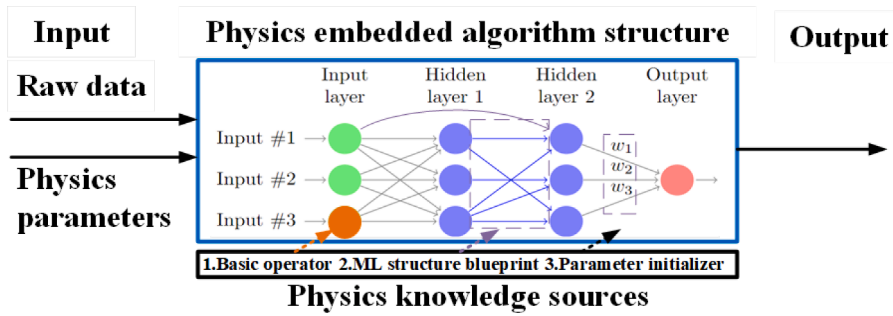 Input
Physics embedded algorithm structure
Output
Raw data
Physics
parameters
Input
layer
Hidden
layer 1
Hidden
layer 2
Output
layer
Input #1
Input #2
Input #3
w₁
w₂
w₃
1.Basic operator 2.ML structure blueprint 3.Parameter initializer
Physics knowledge sources